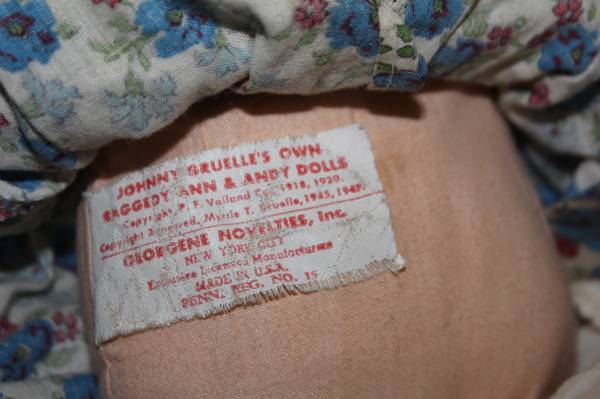 JOHNNY GRUELLE'S OWN
RAGGEDY ANN & ANDY DOLLS
Copyright P. F. Volland Co. 1918, 1920.
Copyright Renewed, Myrtle T. Gruelle, 1945, 1947.
GEORGENE NOVELTIES, Inc.
NEW YORK CITY
Exclusive Licensed Manufacturers
MADE IN U.S.A.
PENN. REG. NO. 15